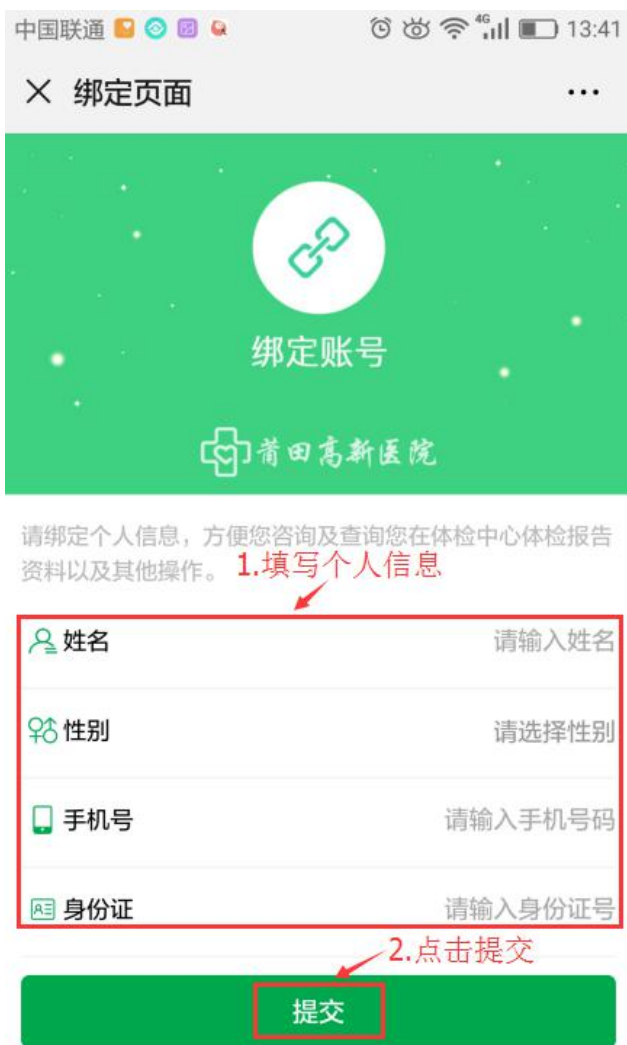 中国联通 4G 13:41
绑定页面
绑定账号
莆田高新医院
请绑定个人信息，方便您咨询及查询您在体检中心体检报告
资料以及其他操作。 1.填写个人信息
姓名 请输入姓名
性别 请选择性别
手机号 请输入手机号码
身份证 请输入身份证号
2.点击提交
提交